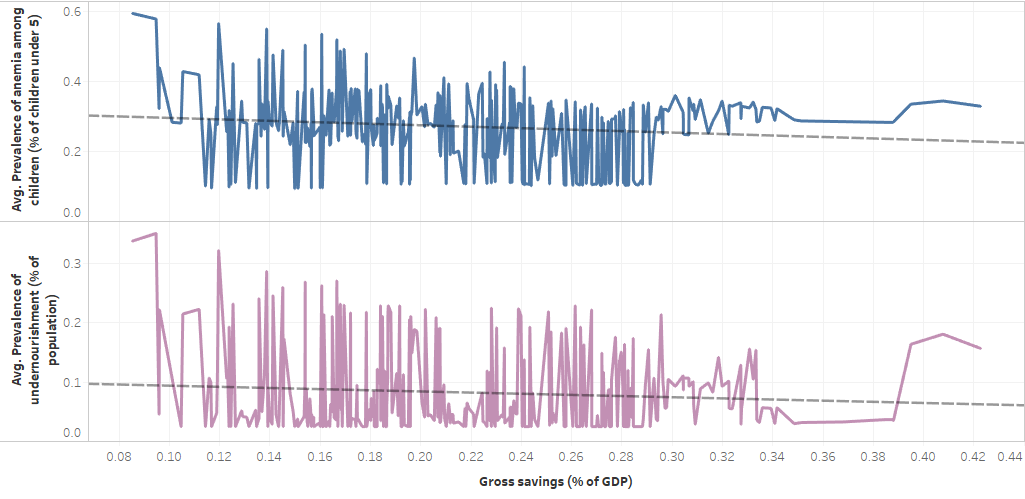 Avg. Prevalence of anemia among
children (% of children under 5)
0.6
0.4
0.2
0.0
Avg. Prevalence of
undernourishment (% of
population)
0.3
0.2
0.1
0.0
0.08 0.10 0.12 0.14 0.16 0.18 0.20 0.22 0.24 0.26 0.28 0.30 0.32 0.34 0.36 0.38 0.40 0.42 0.44
Gross savings (% of GDP)